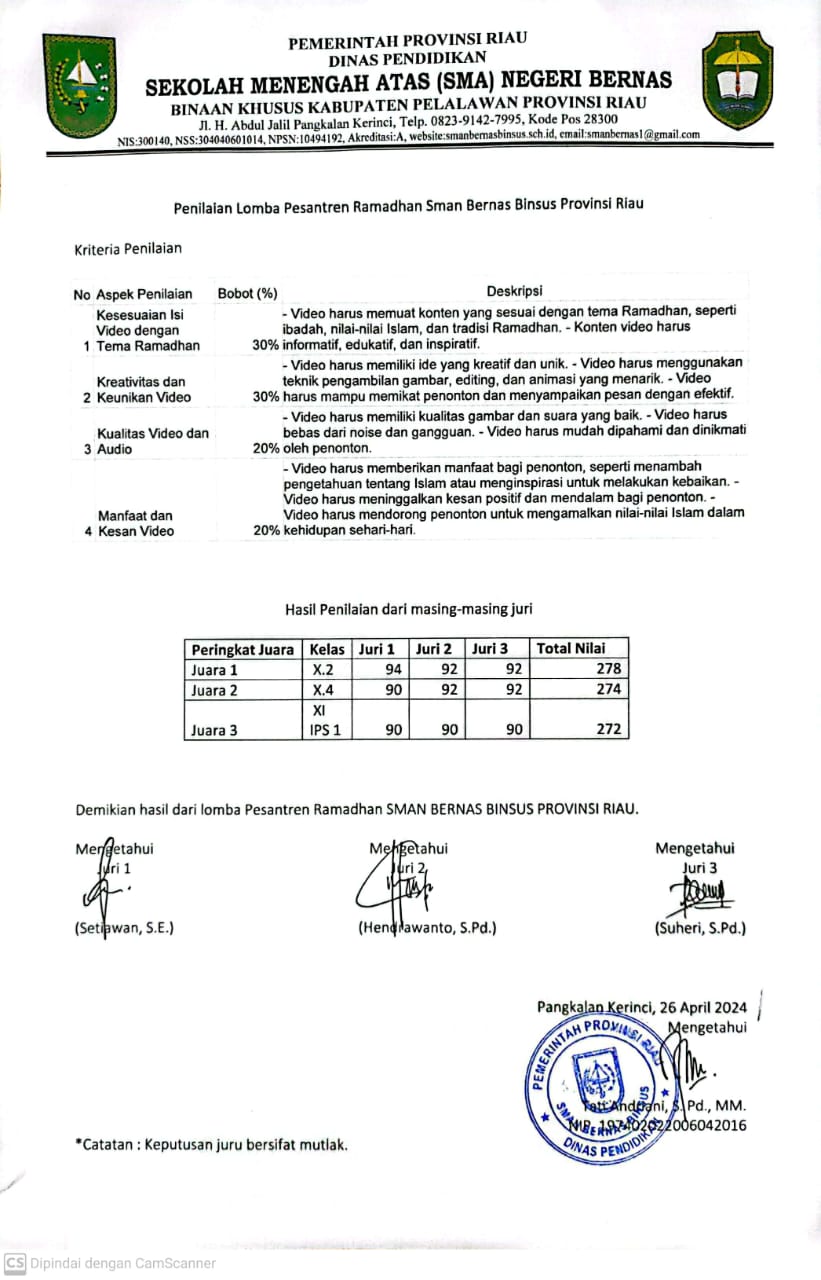 PEMERINTAH PROVINSI RIAU
DINAS PENDIDIKAN
SEKOLAH MENENGAH ATAS (SMA) NEGERI BERNAS
BINAAN KHUSUS KABUPATEN PELALAWAN PROVINSI RIAU
Jl. H. Abdul Jalil Pangkalan Kerinci, Telp. 0823-9142-7995, Kode Pos 28300
NIS:300140, NSS:304040601014, NPSN:10494192, Akreditasi:A, website:smanbernasbinsus.sch.id, email:smanbernas1@gmail.com
Penilaian Lomba Pesantren Ramadhan Sman Bernas Binsus Provinsi Riau
Kriteria Penilaian
No Aspek Penilaian Bobot (%) Deskripsi
Kesesuaian Isi - Video harus memuat konten yang sesuai dengan tema Ramadhan, seperti
Video dengan ibadah, nilai-nilai Islam, dan tradisi Ramadhan. - Konten video harus
1 Tema Ramadhan 30% informatif, edukatif, dan inspiratif.
- Video harus memiliki ide yang kreatif dan unik. - Video harus menggunakan
Kreativitas dan teknik pengambilan gambar, editing, dan animasi yang menarik. - Video
2 Keunikan Video 30% harus mampu memikat penonton dan menyampaikan pesan dengan efektif.
- Video harus memiliki kualitas gambar dan suara yang baik. - Video harus
Kualitas Video dan bebas dari noise dan gangguan. - Video harus mudah dipahami dan dinikmati
3 Audio 20% oleh penonton.
- Video harus memberikan manfaat bagi penonton, seperti menambah
pengetahuan tentang Islam atau menginspirasi untuk melakukan kebaikan. -
Video harus meninggalkan kesan positif dan mendalam bagi penonton. -
Manfaat dan Video harus mendorong penonton untuk mengamalkan nilai-nilai Islam dalam
4 Kesan Video 20% kehidupan sehari-hari.
Hasil Penilaian dari masing-masing juri
Peringkat Juara Kelas Juri 1 Juri 2 Juri 3 Total Nilai
Juara 1 X.2 94 92 92 278
Juara 2 X.4 90 92 92 274
XI
Juara 3 IPS 1 90 90 90 272
Demikian hasil dari lomba Pesantren Ramadhan SMAN BERNAS BINSUS PROVINSI RIAU.
Mengetahui Mengetahui Mengetahui
Juri 1 Juri 2 Juri 3
(Setiawan, S.E.) (Hendrawanto, S.Pd.) (Suheri, S.Pd.)
Pangkalan Kerinci, 26 April 2024
Mengetahui
PEMERINTAH PROVINSI RIAU
SMAN BERNAS BINSUS
DINAS PENDIDIKAN
S.Pd., MM.
NIP. 197402022006042016
*Catatan : Keputusan juru bersifat mutlak.
CS Dipindai dengan CamScanner